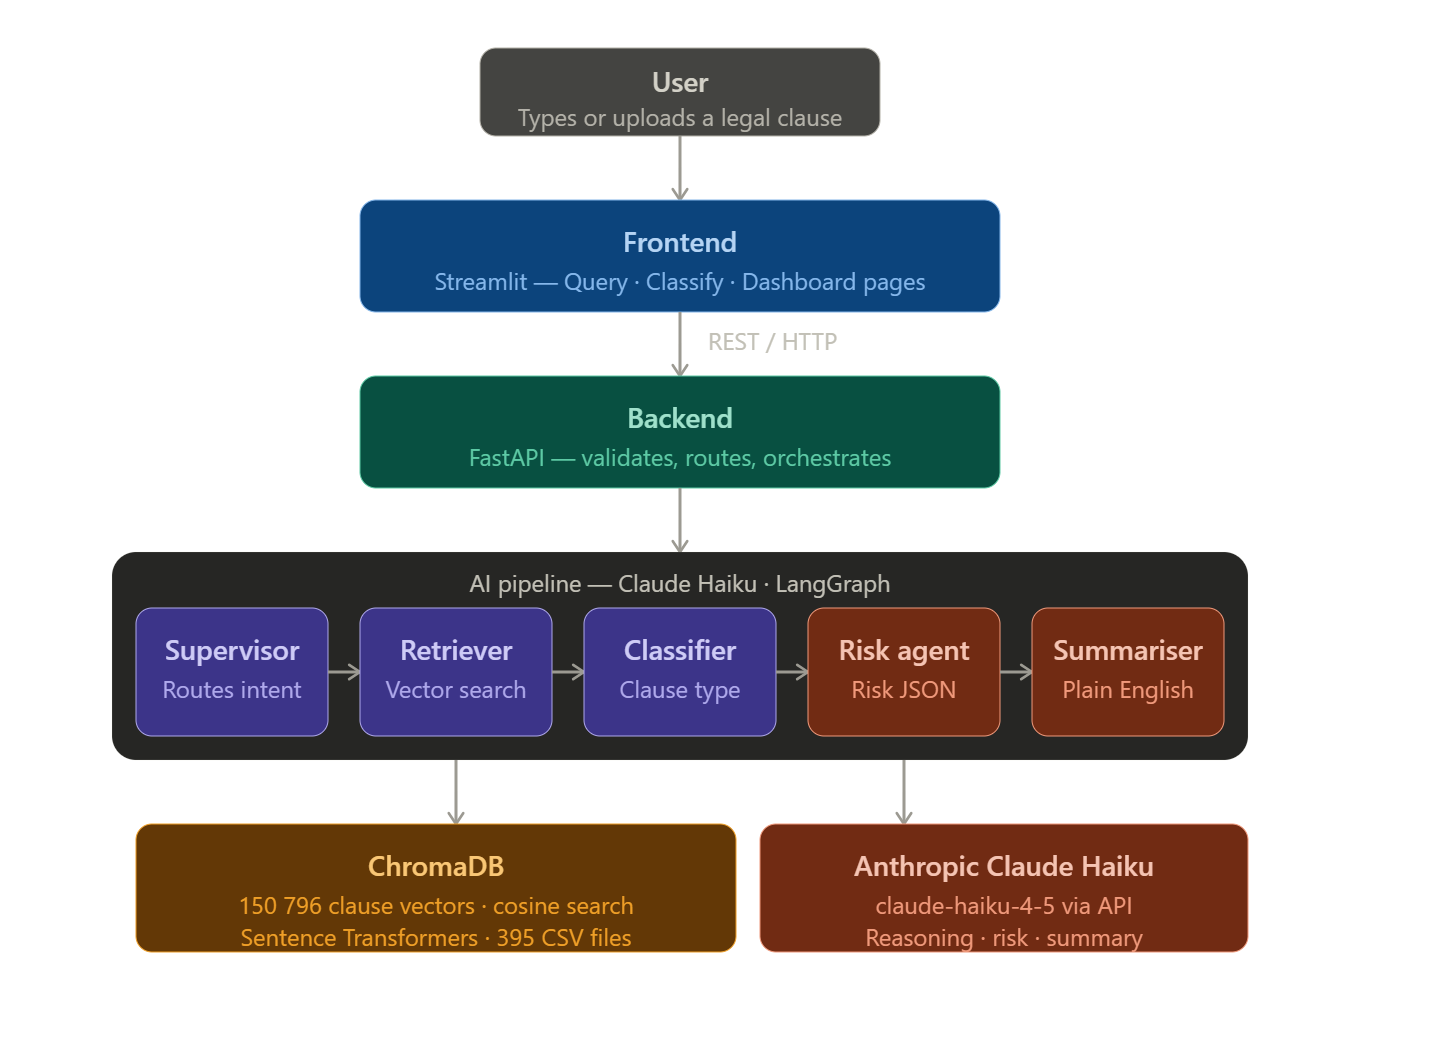 User
Types or uploads a legal clause
Frontend
Streamlit — Query · Classify · Dashboard pages
REST / HTTP
Backend
FastAPI — validates, routes, orchestrates
AI pipeline — Claude Haiku · LangGraph
Supervisor
Routes intent
Retriever
Vector search
Classifier
Clause type
Risk agent
Risk JSON
Summariser
Plain English
ChromaDB
150 796 clause vectors · cosine search
Sentence Transformers · 395 CSV files
Anthropic Claude Haiku
claude-haiku-4-5 via API
Reasoning · risk · summary